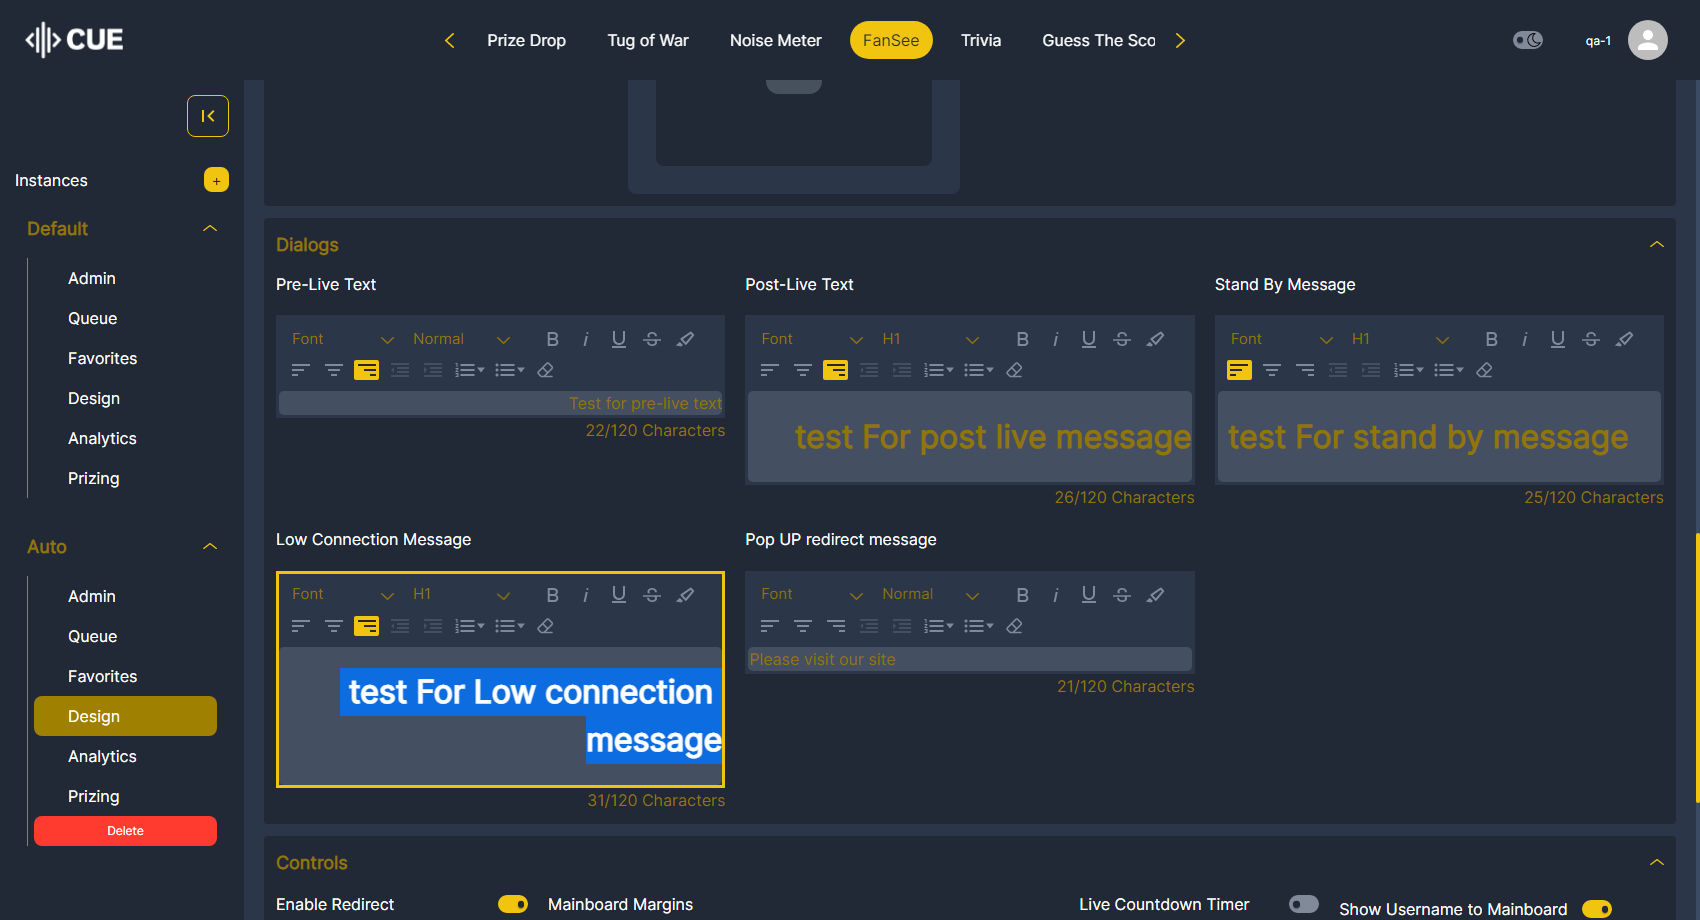 CUE
Prize Drop
Tug of War
Noise Meter
FanSee
Trivia
Guess The Sco
qa-1
Instances
+
Default
Admin
Queue
Favorites
Design
Analytics
Prizing
Auto
Admin
Queue
Favorites
Design
Analytics
Prizing
Delete
Dialogs
Pre-Live Text
Font Normal B i U S
Test for pre-live text
22/120 Characters
Post-Live Text
Font H1 B i U S
test For post live message
26/120 Characters
Stand By Message
Font H1 B i U S
test For stand by message
25/120 Characters
Low Connection Message
Font H1 B i U S
test For Low connection
message
31/120 Characters
Pop UP redirect message
Font Normal B i U S
Please visit our site
21/120 Characters
Controls
Enable Redirect
Mainboard Margins
Live Countdown Timer
Show Username to Mainboard